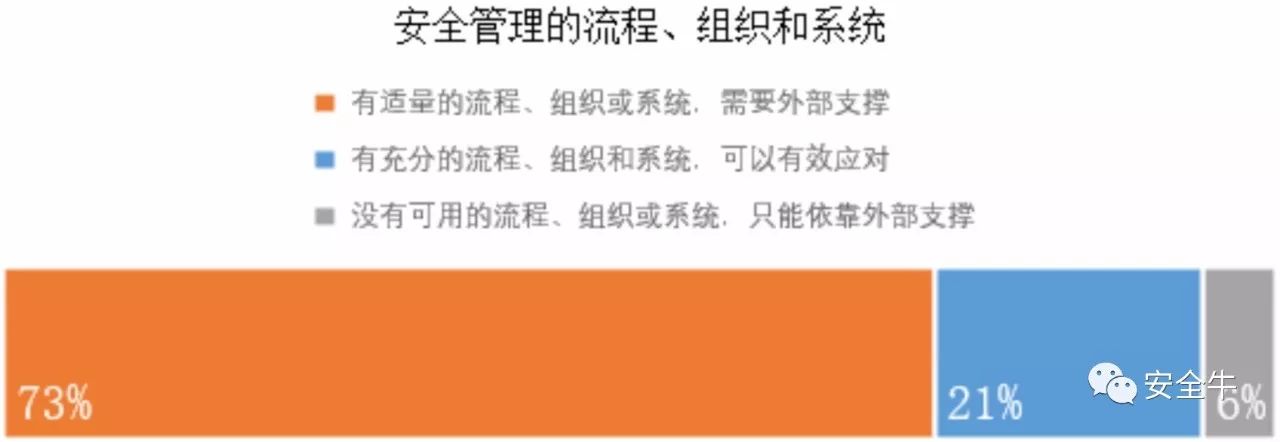 安全管理的流程、组织和系统
有适量的流程、组织或系统，需要外部支撑
有充分的流程、组织和系统，可以有效应对
没有可用的流程、组织或系统，只能依靠外部支撑
73%
21%
安全牛
6%